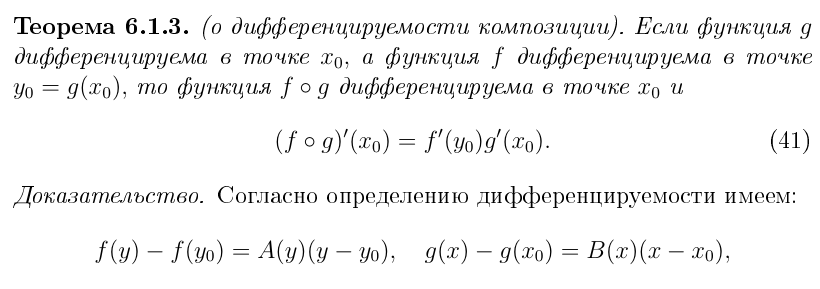 Теорема 6.1.3. (о дифференцируемости композиции). Если функция g
дифференцируема в точке x₀, а функция f дифференцируема в точке
y₀ = g(x₀), то функция f ∘ g дифференцируема в точке x₀ и
(f ∘ g)′(x₀) = f′(y₀)g′(x₀). (41)
Доказательство. Согласно определению дифференцируемости имеем:
f(y) − f(y₀) = A(y)(y − y₀), g(x) − g(x₀) = B(x)(x − x₀),